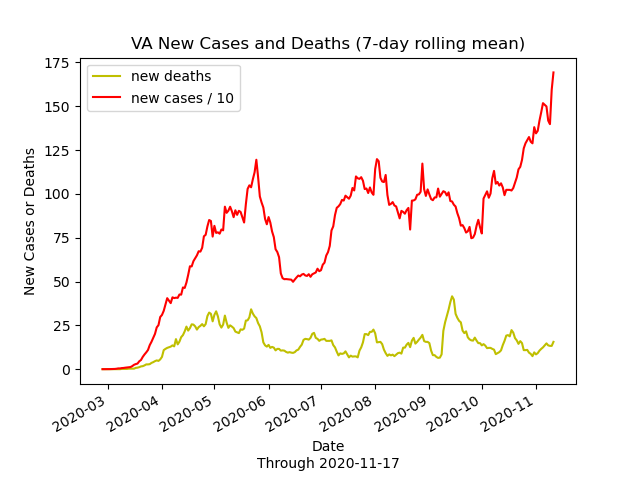 VA New Cases and Deaths (7-day rolling mean)
new deaths
new cases / 10
New Cases or Deaths
175
150
125
100
75
50
25
0
2020-03
2020-04
2020-05
2020-06
2020-07
2020-08
2020-09
2020-10
2020-11
Date
Through 2020-11-17